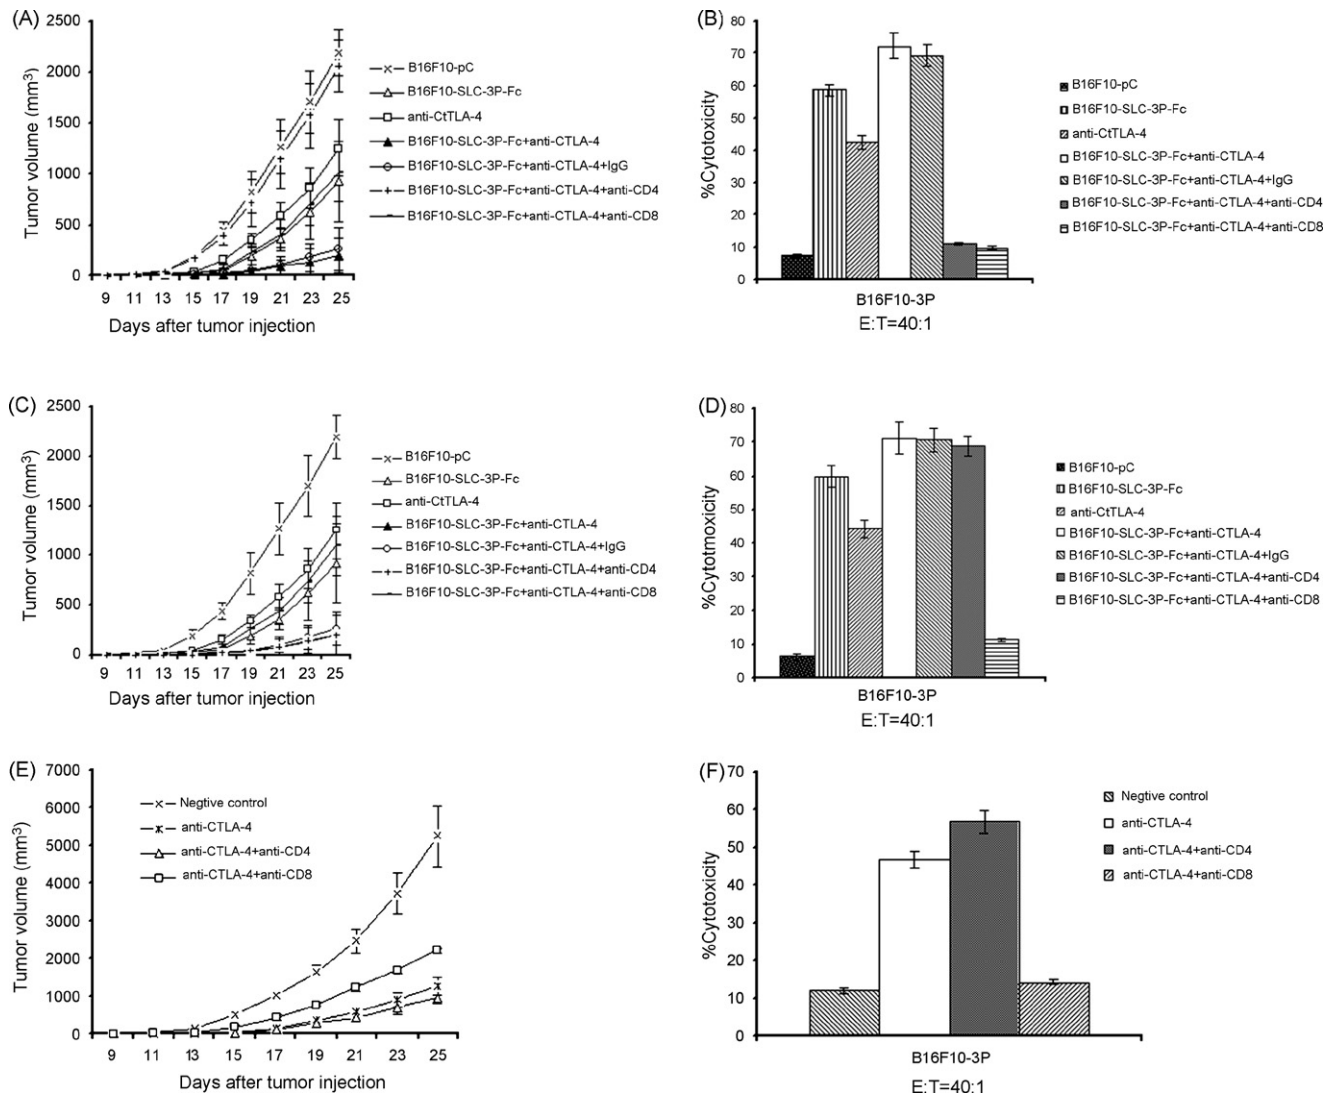 (A)
2500
2000
1500
1000
500
0
Tumor volume (mm³)
9 11 13 15 17 19 21 23 25
Days after tumor injection
B16F10-pC
B16F10-SLC-3P-Fc
anti-CtTLA-4
B16F10-SLC-3P-Fc+anti-CTLA-4
B16F10-SLC-3P-Fc+anti-CTLA-4+IgG
B16F10-SLC-3P-Fc+anti-CTLA-4+anti-CD4
B16F10-SLC-3P-Fc+anti-CTLA-4+anti-CD8
(B)
80
70
60
50
40
30
20
10
0
%Cytotoxicity
B16F10-3P
E:T=40:1
B16F10-pC
B16F10-SLC-3P-Fc
anti-CtTLA-4
B16F10-SLC-3P-Fc+anti-CTLA-4
B16F10-SLC-3P-Fc+anti-CTLA-4+IgG
B16F10-SLC-3P-Fc+anti-CTLA-4+anti-CD4
B16F10-SLC-3P-Fc+anti-CTLA-4+anti-CD8
(C)
2500
2000
1500
1000
500
0
Tumor volume (mm³)
9 11 13 15 17 19 21 23 25
Days after tumor injection
B16F10-pC
B16F10-SLC-3P-Fc
anti-CtTLA-4
B16F10-SLC-3P-Fc+anti-CTLA-4
B16F10-SLC-3P-Fc+anti-CTLA-4+IgG
B16F10-SLC-3P-Fc+anti-CTLA-4+anti-CD4
B16F10-SLC-3P-Fc+anti-CTLA-4+anti-CD8
(D)
80
70
60
50
40
30
20
10
0
%Cytotmoxicity
B16F10-3P
E:T=40:1
B16F10-pC
B16F10-SLC-3P-Fc
anti-CtTLA-4
B16F10-SLC-3P-Fc+anti-CTLA-4
B16F10-SLC-3P-Fc+anti-CTLA-4+IgG
B16F10-SLC-3P-Fc+anti-CTLA-4+anti-CD4
B16F10-SLC-3P-Fc+anti-CTLA-4+anti-CD8
(E)
7000
6000
5000
4000
3000
2000
1000
0
Tumor volume (mm³)
9 11 13 15 17 19 21 23 25
Days after tumor injection
Negtive control
anti-CTLA-4
anti-CTLA-4+anti-CD4
anti-CTLA-4+anti-CD8
(F)
70
60
50
40
30
20
10
0
%Cytotoxicity
B16F10-3P
E:T=40:1
Negtive control
anti-CTLA-4
anti-CTLA-4+anti-CD4
anti-CTLA-4+anti-CD8